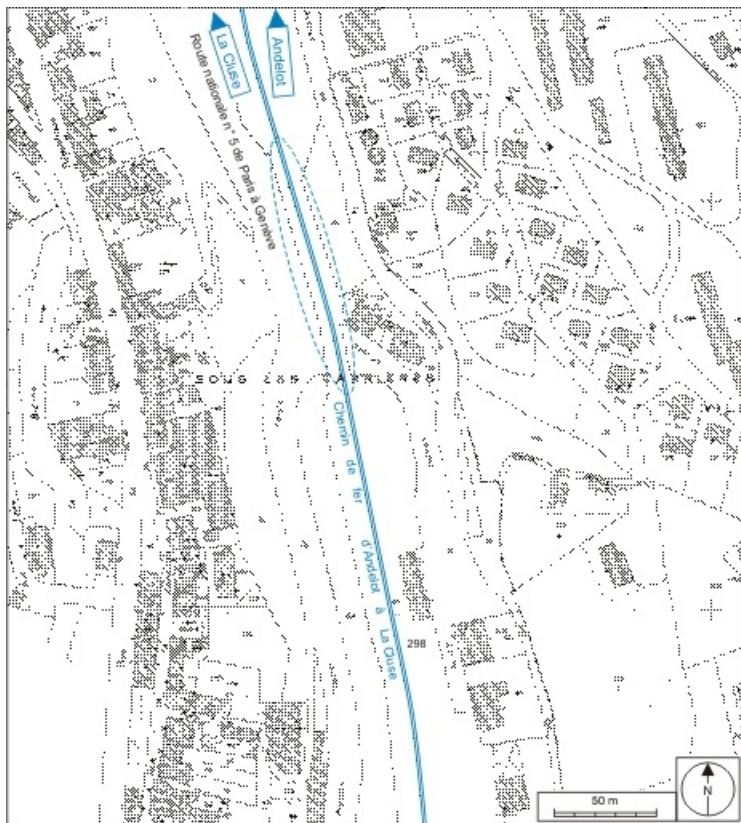 La Cluse
Andelot
Route nationale n° 5 de Paris à Genève
Chemin de fer d'Andelot à La Cluse
298
50 m
N